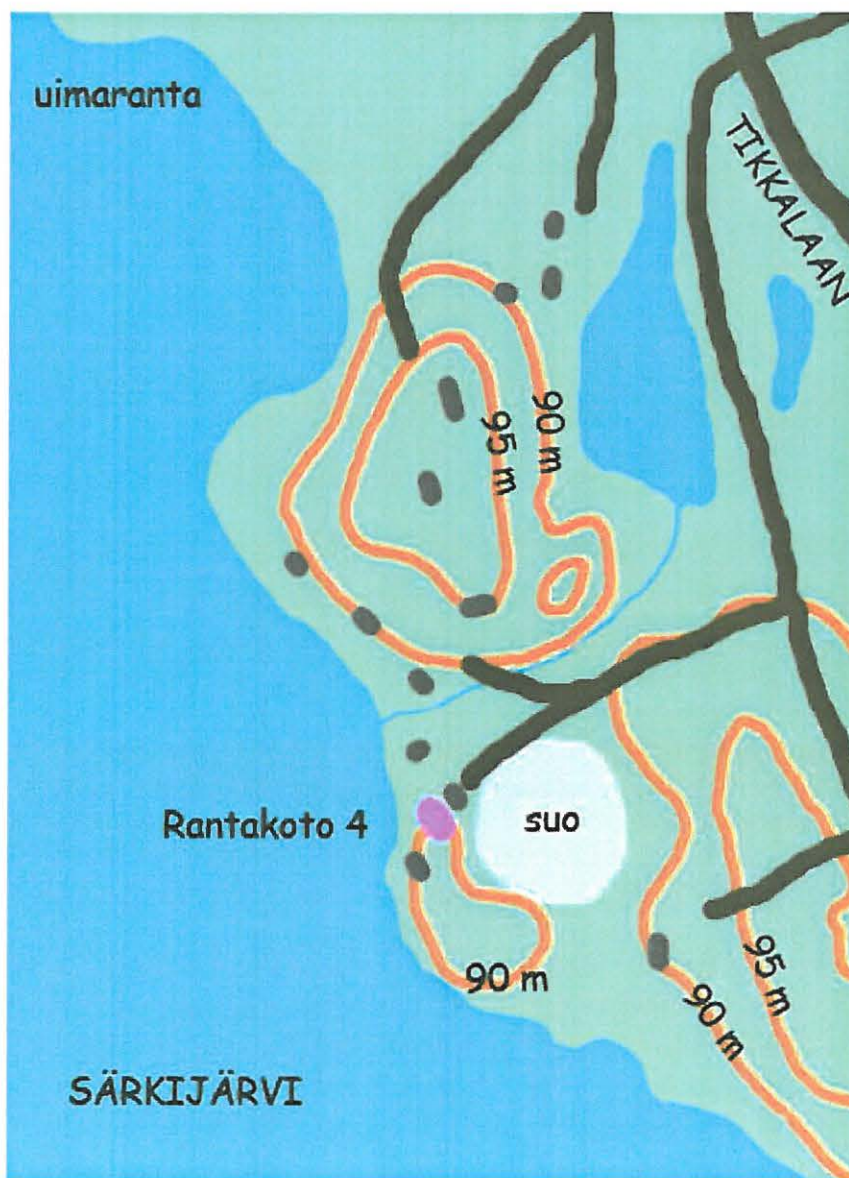 uimaranta
TIKKALAAN
90 m
95 m
Rantakoto 4
suo
90 m
95 m
90 m
SÄRKIJÄRVI